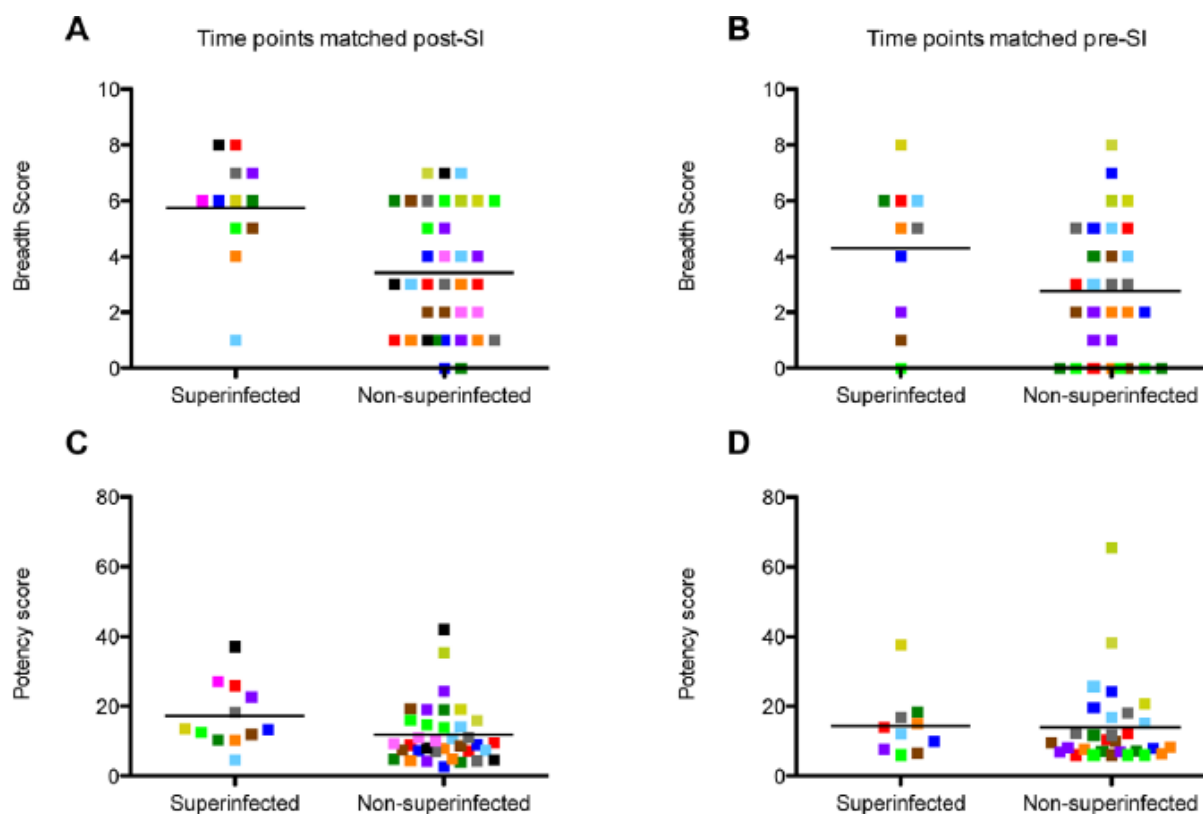 A
Time points matched post-SI
Breadth Score
10
8
6
4
2
0
Superinfected
Non-superinfected
B
Time points matched pre-SI
Breadth Score
10
8
6
4
2
0
Superinfected
Non-superinfected
C
Potency score
80
60
40
20
0
Superinfected
Non-superinfected
D
Potency score
80
60
40
20
0
Superinfected
Non-superinfected